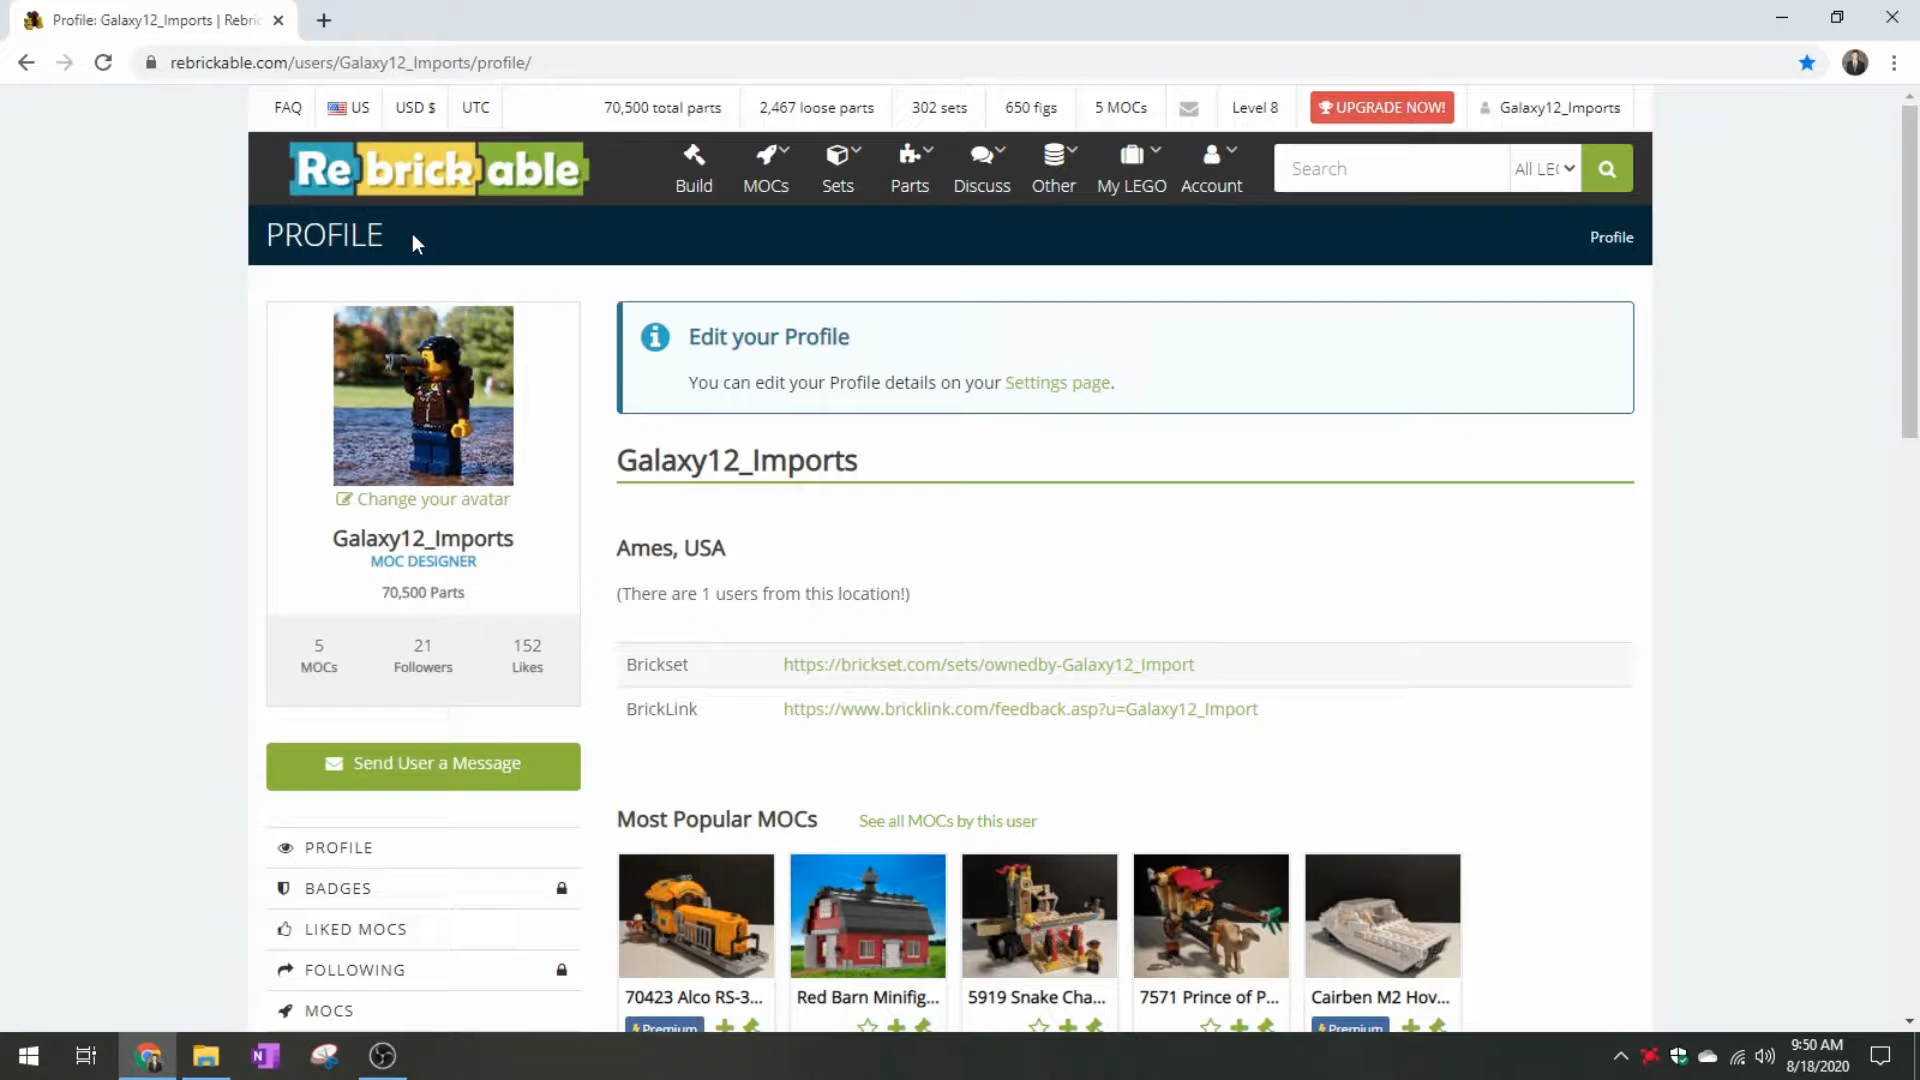 Profile: Galaxy12_Imports | Rebric
rebrickable.com/users/Galaxy12_Imports/profile/
FAQ US USD $ UTC 70,500 total parts 2,467 loose parts 302 sets 650 figs 5 MOCs Level 8 UPGRADE NOW! Galaxy12_Imports
Rebrickable Build MOCs Sets Parts Discuss Other My LEGO Account Search All LE(
PROFILE Profile
Edit your Profile
You can edit your Profile details on your Settings page.
Change your avatar
Galaxy12_Imports
MOC DESIGNER
70,500 Parts
5 21 152
MOCs Followers Likes
Send User a Message
PROFILE
BADGES
LIKED MOCS
FOLLOWING
MOCS
Galaxy12_Imports
Ames, USA
(There are 1 users from this location!)
Brickset https://brickset.com/sets/ownedby-Galaxy12_Import
BrickLink https://www.bricklink.com/feedback.asp?u=Galaxy12_Import
Most Popular MOCs See all MOCs by this user
70423 Alco RS-3... Red Barn Minifig... 5919 Snake Cha... 7571 Prince of P... Cairben M2 Hov...
Premium Premium
9:50 AM
8/18/2020